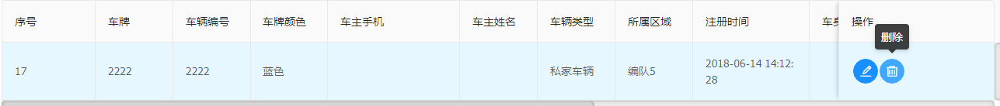 序号 车牌 车辆编号 车牌颜色 车主手机 车主姓名 车辆类型 所属区域 注册时间 车身 操作
删除
17 2222 2222 蓝色 私家车辆 编队5 2018-06-14 14:12:
28